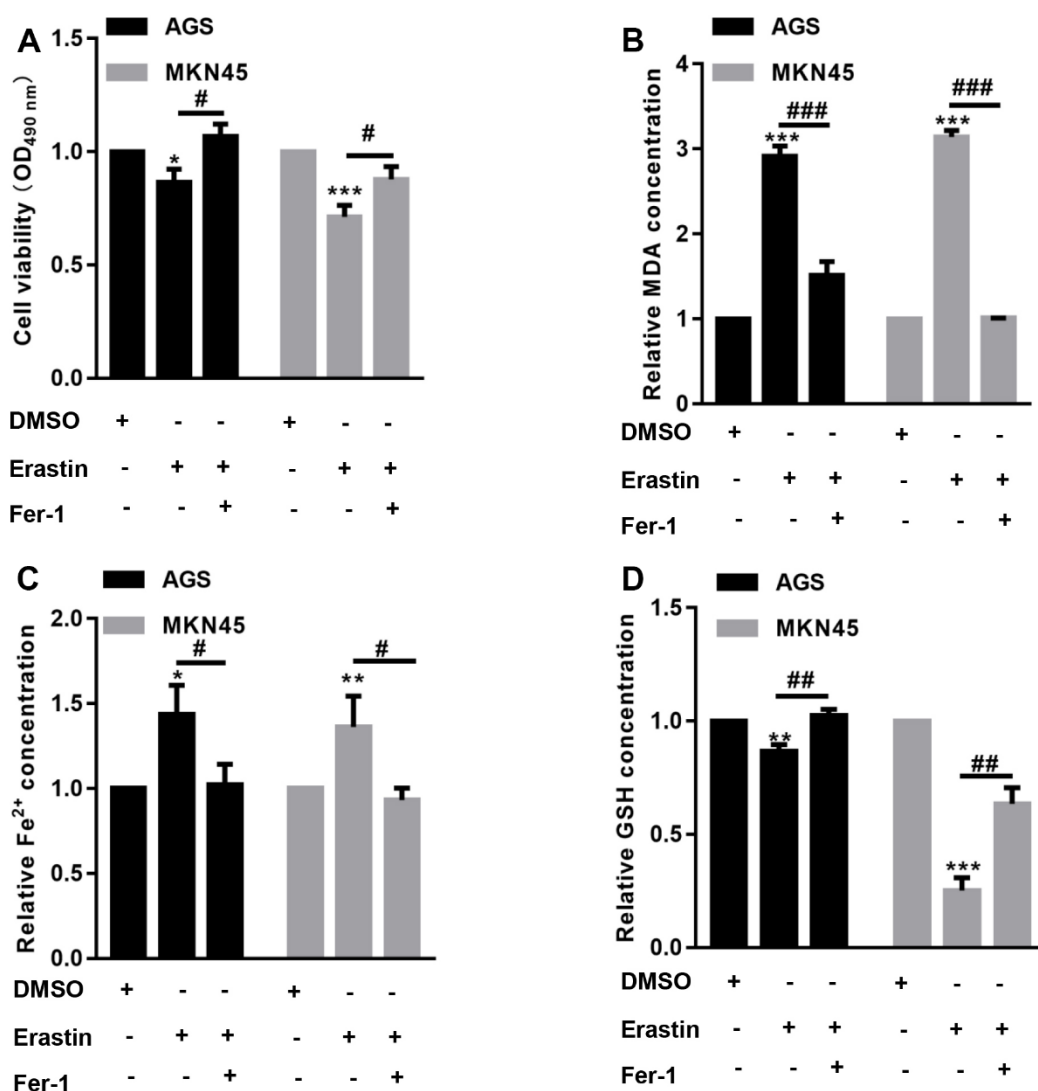 A
AGS
MKN45
Cell viability (OD490 nm)
1.5
1.0
0.5
0.0
#
*
#
***
DMSO + - - + - -
Erastin - + + - + +
Fer-1 - - + - - +
B
AGS
MKN45
Relative MDA concentration
4
3
2
1
0
###
***
###
***
DMSO + - - + - -
Erastin - + + - + +
Fer-1 - - + - - +
C
AGS
MKN45
Relative Fe2+ concentration
2.0
1.5
1.0
0.5
0.0
#
*
#
**
DMSO + - - + - -
Erastin - + + - + +
Fer-1 - - + - - +
D
AGS
MKN45
Relative GSH concentration
1.5
1.0
0.5
0.0
##
**
##
***
DMSO + - - + - -
Erastin - + + - + +
Fer-1 - - + - - +